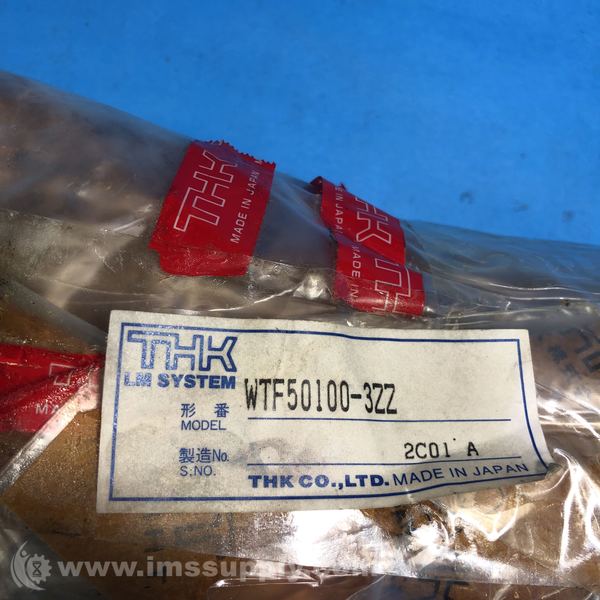 THK
MADE IN JAPAN
THK
MADE IN JAPAN
THK
LM SYSTEM
形番
MODEL
WTF50100-3ZZ
製造No.
S.NO.
2C01 A
THK CO.,LTD. MADE IN JAPAN
MA
www.imssupply.com